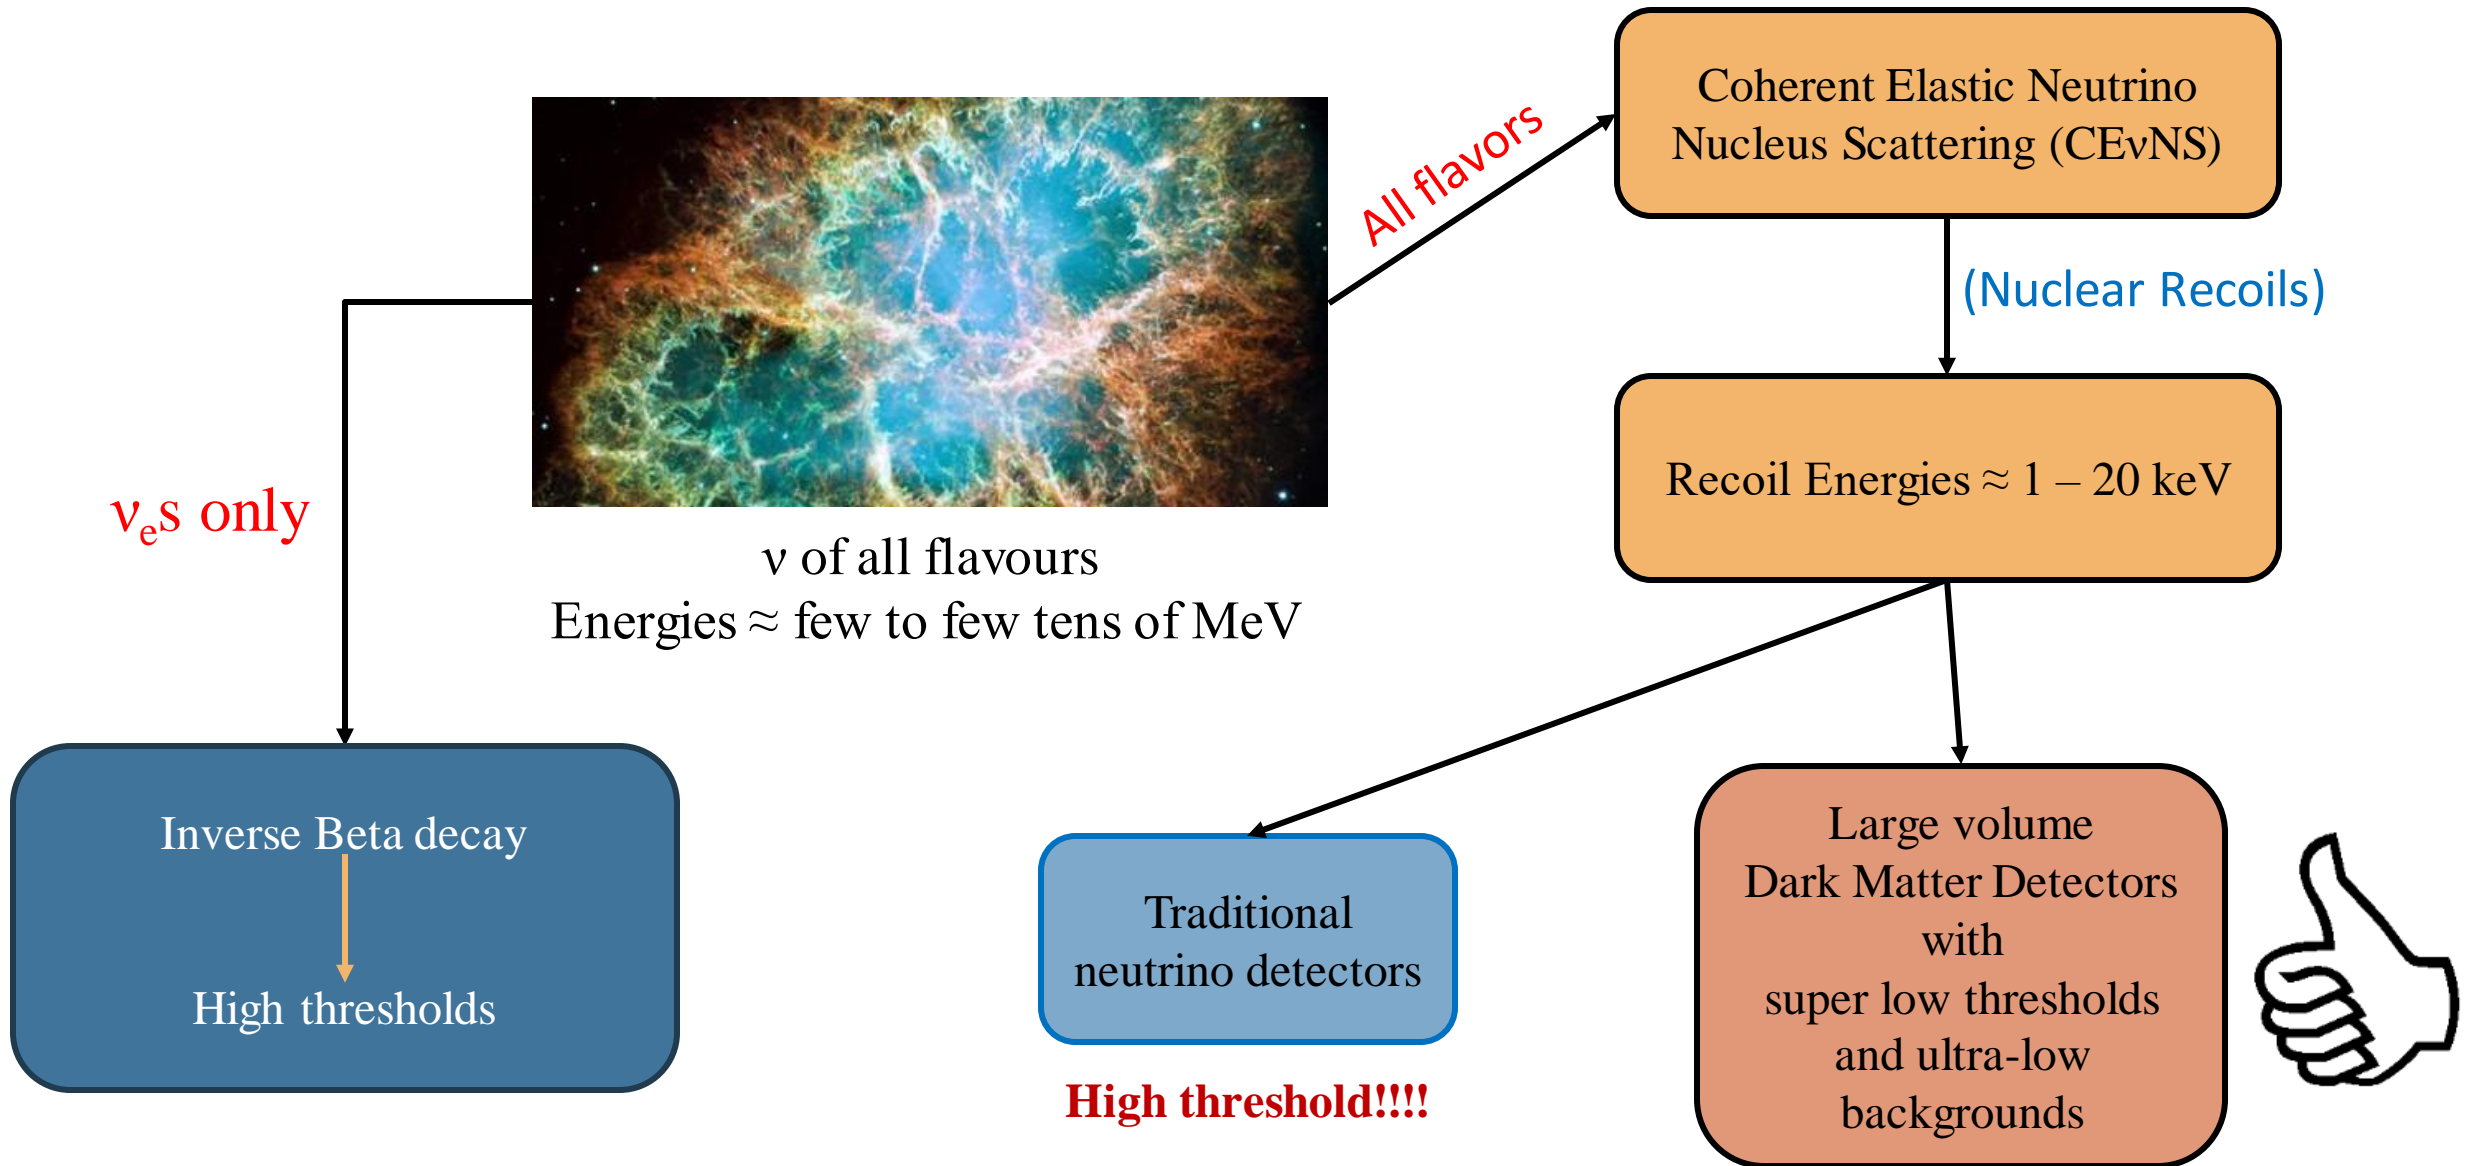 Coherent Elastic Neutrino
Nucleus Scattering (CEνNS)
All flavors
(Nuclear Recoils)
Recoil Energies ≈ 1 – 20 keV
νₑs only
ν of all flavours
Energies ≈ few to few tens of MeV
Inverse Beta decay
High thresholds
Traditional
neutrino detectors
High threshold!!!!
Large volume
Dark Matter Detectors
with
super low thresholds
and ultra-low
backgrounds